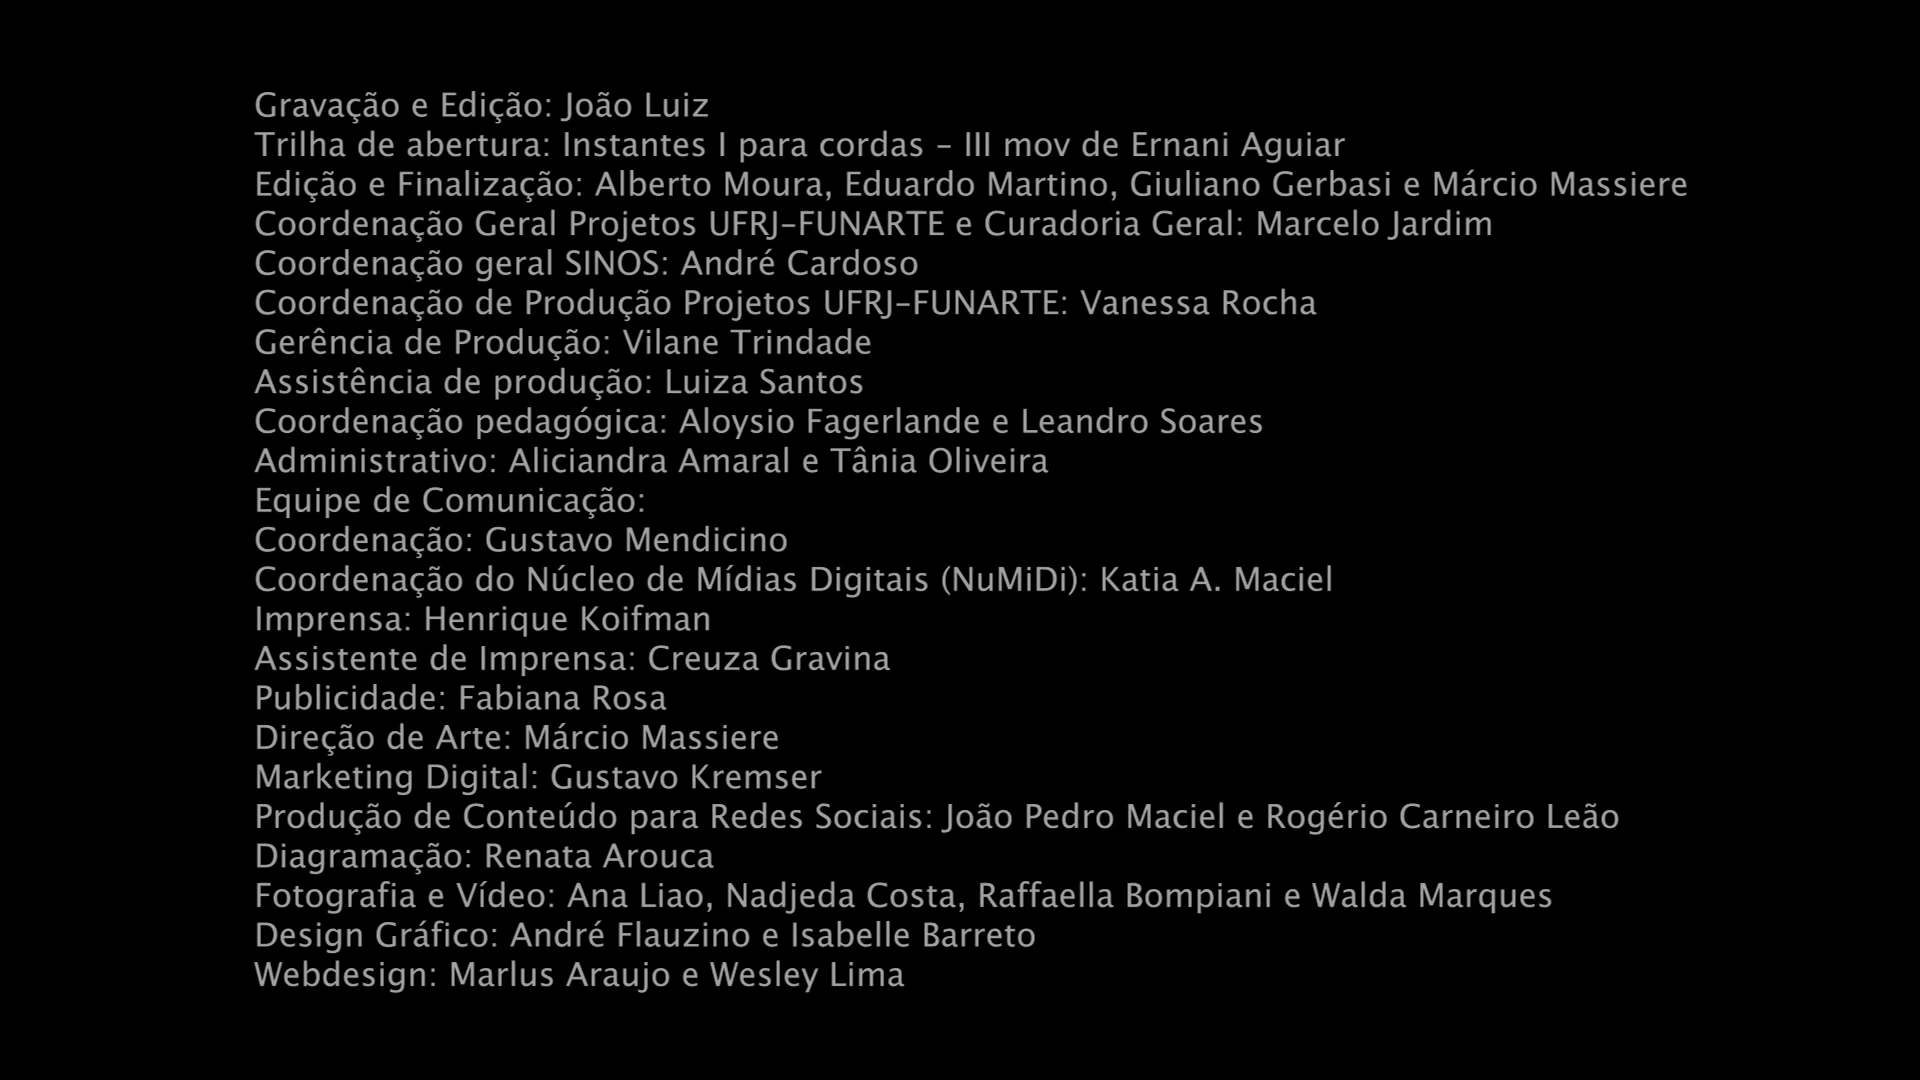 Gravação e Edição: João Luiz
Trilha de abertura: Instantes I para cordas – III mov de Ernani Aguiar
Edição e Finalização: Alberto Moura, Eduardo Martino, Giuliano Gerbasi e Márcio Massiere
Coordenação Geral Projetos UFRJ–FUNARTE e Curadoria Geral: Marcelo Jardim
Coordenação geral SINOS: André Cardoso
Coordenação de Produção Projetos UFRJ–FUNARTE: Vanessa Rocha
Gerência de Produção: Vilane Trindade
Assistência de produção: Luiza Santos
Coordenação pedagógica: Aloysio Fagerlande e Leandro Soares
Administrativo: Aliciandra Amaral e Tânia Oliveira
Equipe de Comunicação:
Coordenação: Gustavo Mendicino
Coordenação do Núcleo de Mídias Digitais (NuMiDi): Katia A. Maciel
Imprensa: Henrique Koifman
Assistente de Imprensa: Creuza Gravina
Publicidade: Fabiana Rosa
Direção de Arte: Márcio Massiere
Marketing Digital: Gustavo Kremser
Produção de Conteúdo para Redes Sociais: João Pedro Maciel e Rogério Carneiro Leão
Diagramação: Renata Arouca
Fotografia e Vídeo: Ana Liao, Nadjeda Costa, Raffaella Bompiani e Walda Marques
Design Gráfico: André Flauzino e Isabelle Barreto
Webdesign: Marlus Araujo e Wesley Lima